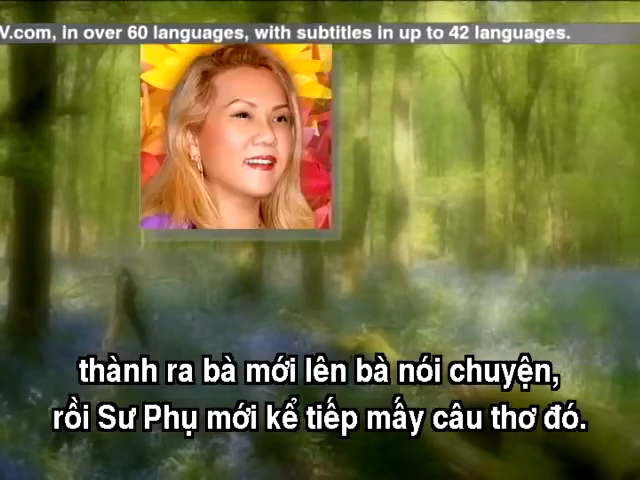 V.com, in over 60 languages, with subtitles in up to 42 languages.
thành ra bà mới lên bà nói chuyện,
rồi Sư Phụ mới kể tiếp mấy câu thơ đó.